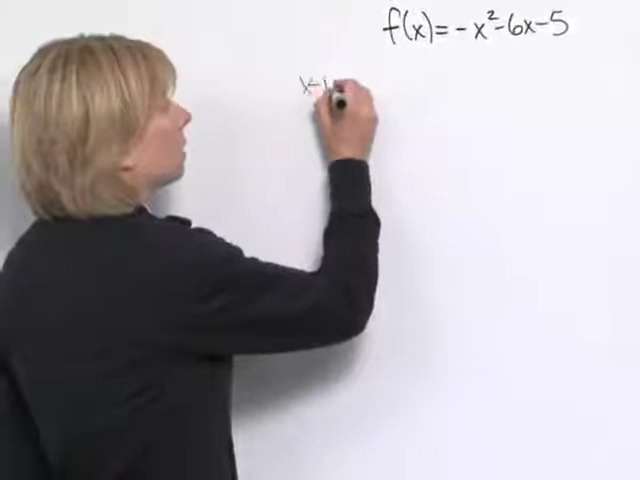 f(x) = -x²-6x-5
x-i